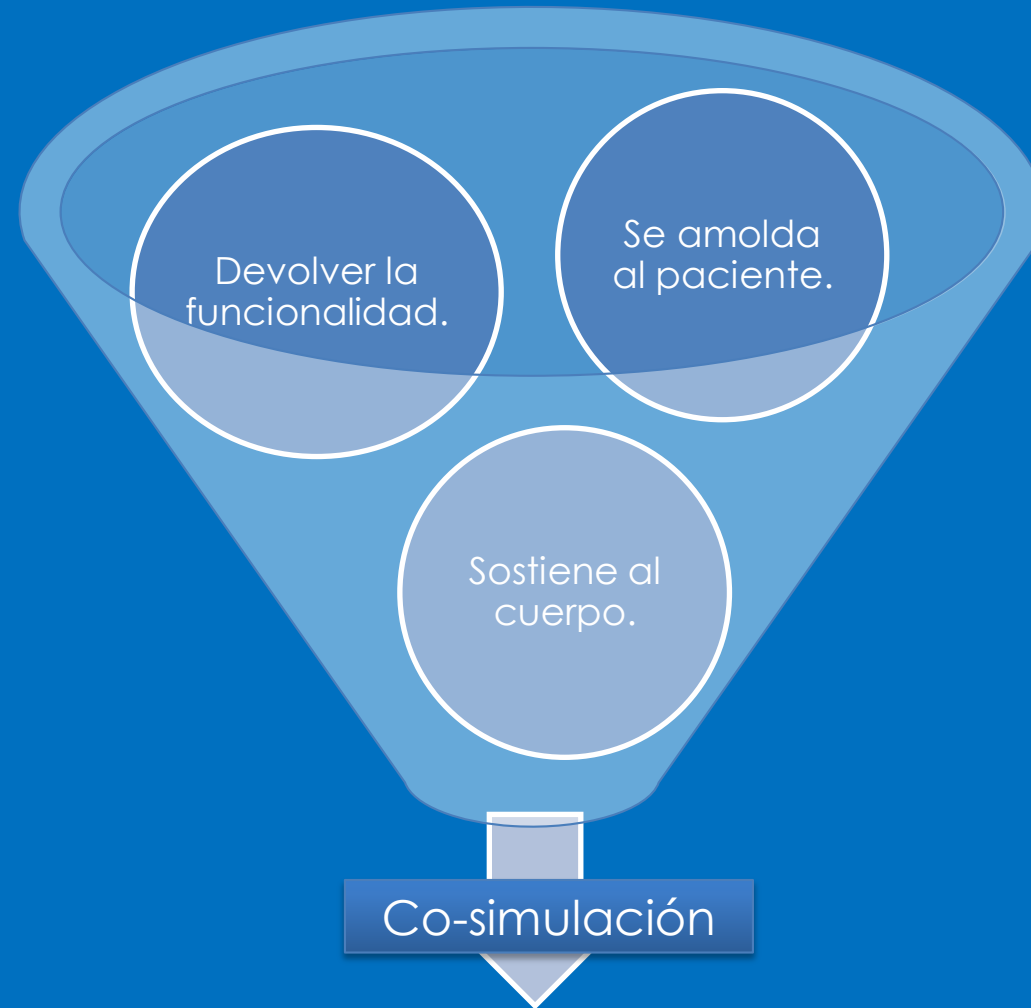 Devolver la
funcionalidad.
Se amolda
al paciente.
Sostiene al
cuerpo.
Co-simulación